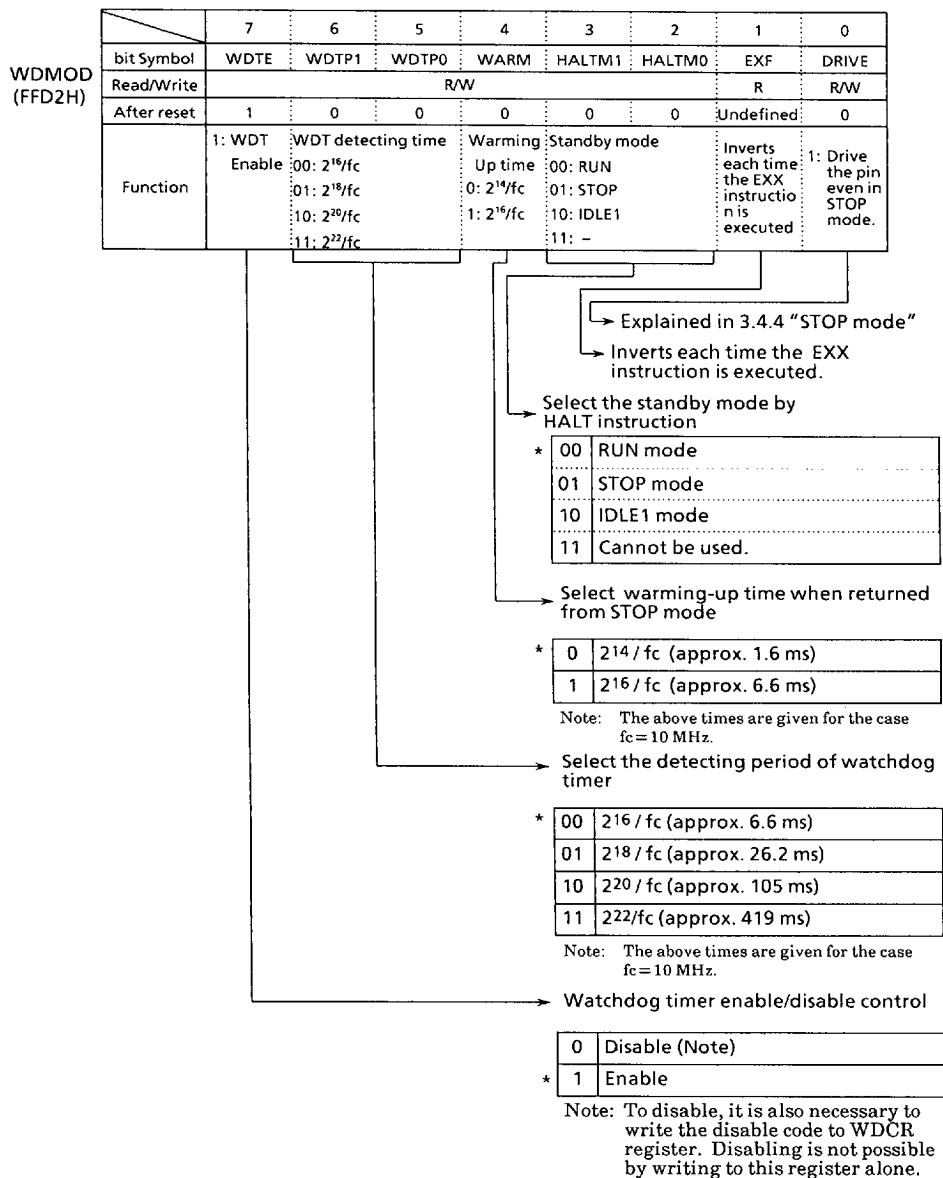 7 6 5 4 3 2 1 0
bit Symbol WDTE WDTP1 WDTP0 WARM HALTM1 HALTM0 EXF DRIVE
WDMOD
(FFD2H)
Read/Write R/W R R/W
After reset 1 0 0 0 0 0 Undefined 0
Function
1: WDT
Enable
WDT detecting time
00: 2¹⁶/fc
01: 2¹⁸/fc
10: 2²⁰/fc
11: 2²²/fc
Warming
Up time
0: 2¹⁴/fc
1: 2¹⁶/fc
Standby mode
00: RUN
01: STOP
10: IDLE1
11: –
Inverts
each time
the EXX
instructio
n is
executed
1: Drive
the pin
even in
STOP
mode.
Explained in 3.4.4 "STOP mode"
Inverts each time the EXX
instruction is executed.
Select the standby mode by
HALT instruction
* 00 RUN mode
01 STOP mode
10 IDLE1 mode
11 Cannot be used.
Select warming-up time when returned
from STOP mode
* 0 2¹⁴ / fc (approx. 1.6 ms)
1 2¹⁶ / fc (approx. 6.6 ms)
Note: The above times are given for the case
fc = 10 MHz.
Select the detecting period of watchdog
timer
* 00 2¹⁶ / fc (approx. 6.6 ms)
01 2¹⁸ / fc (approx. 26.2 ms)
10 2²⁰ / fc (approx. 105 ms)
11 2²²/fc (approx. 419 ms)
Note: The above times are given for the case
fc = 10 MHz.
Watchdog timer enable/disable control
0 Disable (Note)
* 1 Enable
Note: To disable, it is also necessary to
write the disable code to WDCR
register. Disabling is not possible
by writing to this register alone.